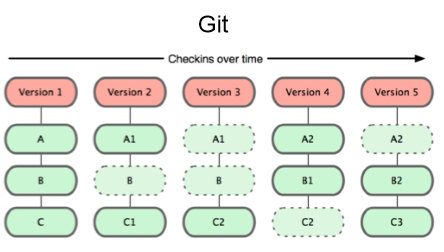 Git
Checkins over time
Version 1 Version 2 Version 3 Version 4 Version 5
A A1 A1 A2 A2
B B B B1 B2
C C1 C2 C2 C3